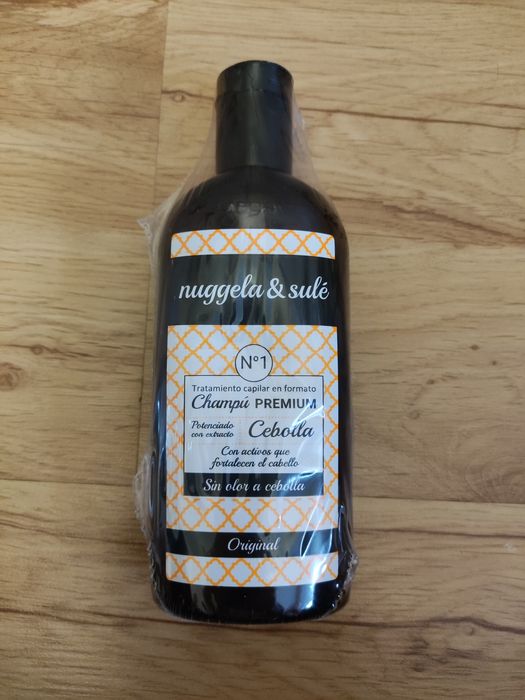 nuggela & sulé
Nº1
Tratamiento capilar en formato
Champú PREMIUM
Potenciado
con extracto
Cebolla
Con activos que
fortalecen el cabello
Sin olor a cebolla
Original